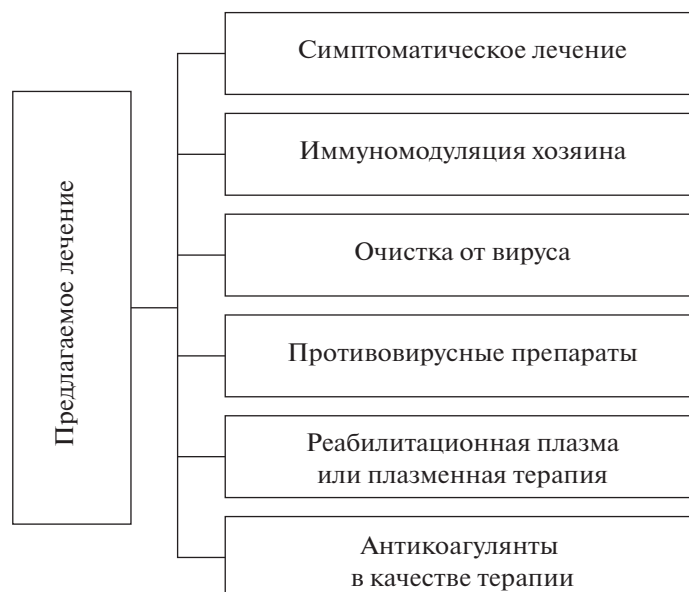 Предлагаемое лечение
Симптоматическое лечение
Иммуномодуляция хозяина
Очистка от вируса
Противовирусные препараты
Реабилитационная плазма
или плазменная терапия
Антикоагулянты
в качестве терапии